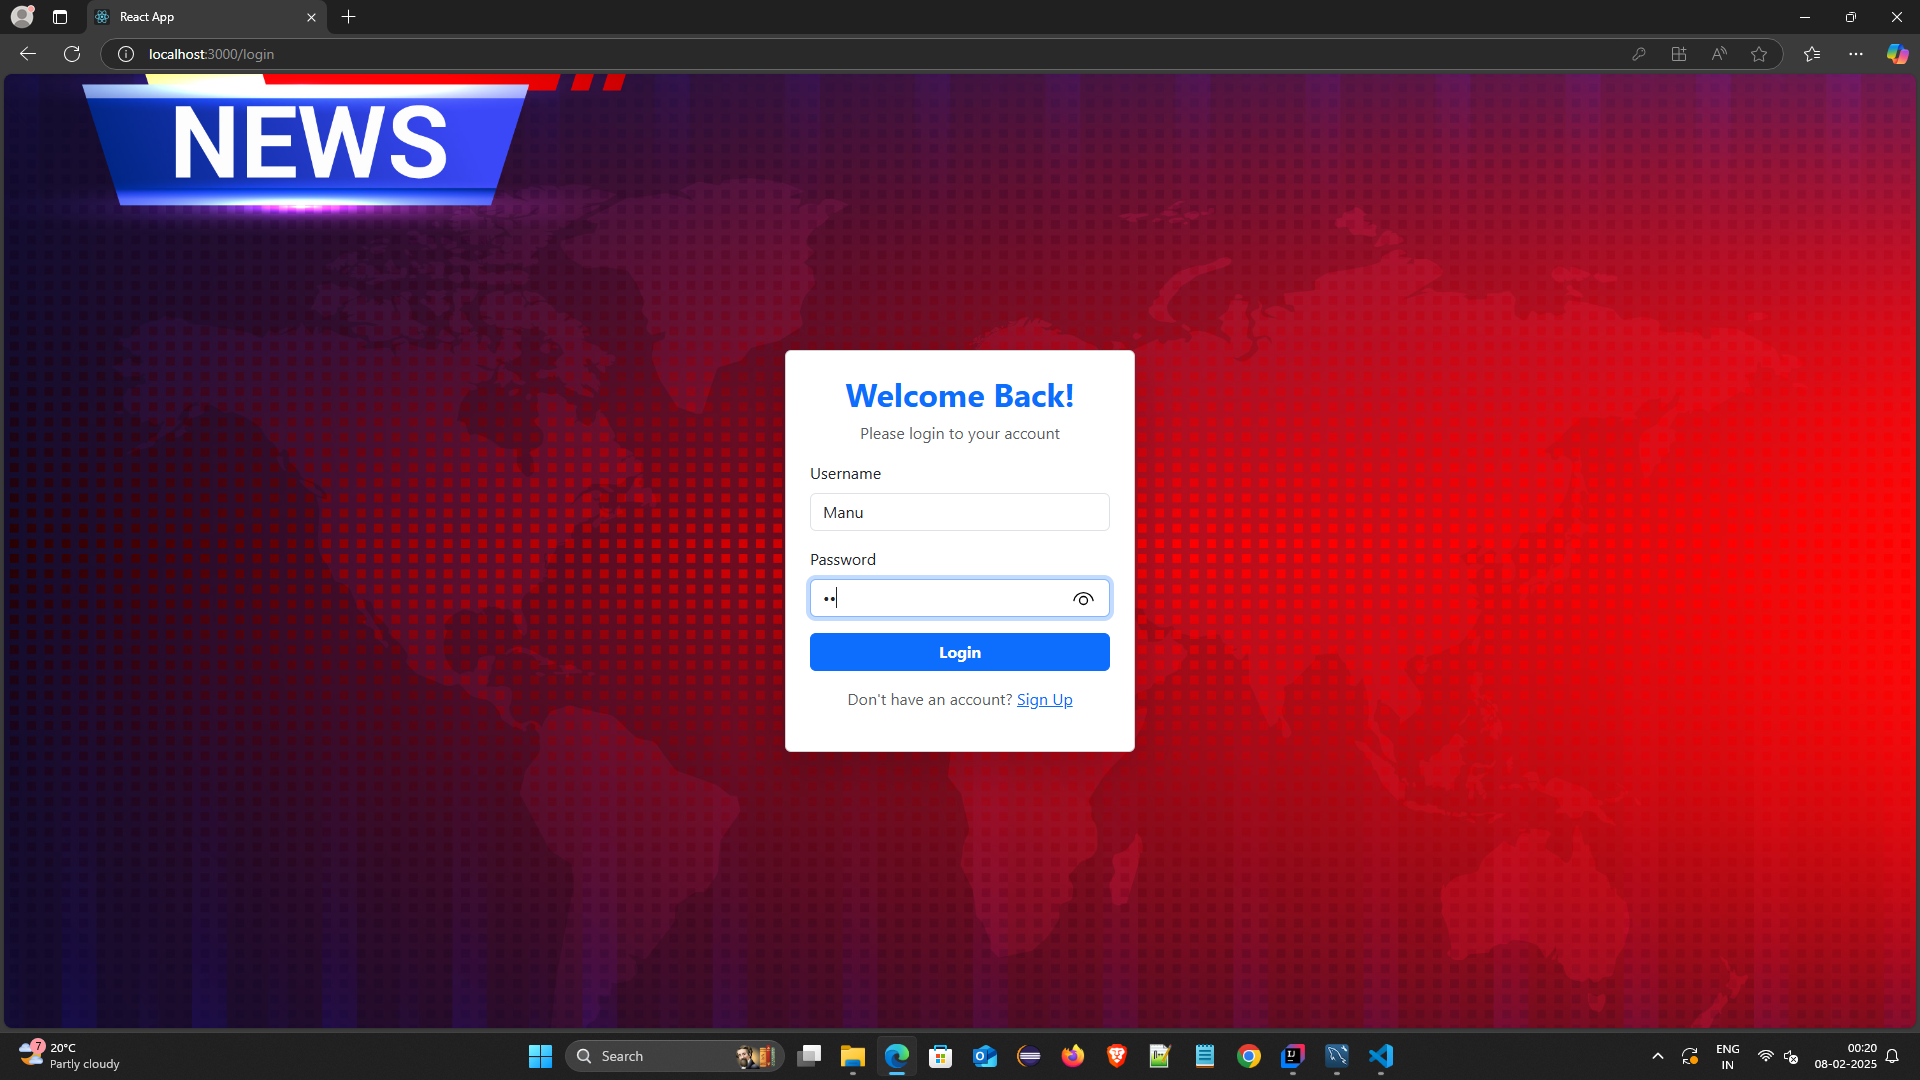 React App
localhost:3000/login
NEWS
Welcome Back!
Please login to your account
Username
Manu
Password
Login
Don't have an account? Sign Up
7
20°C
Partly cloudy
Search
ENG
IN
00:20
08-02-2025